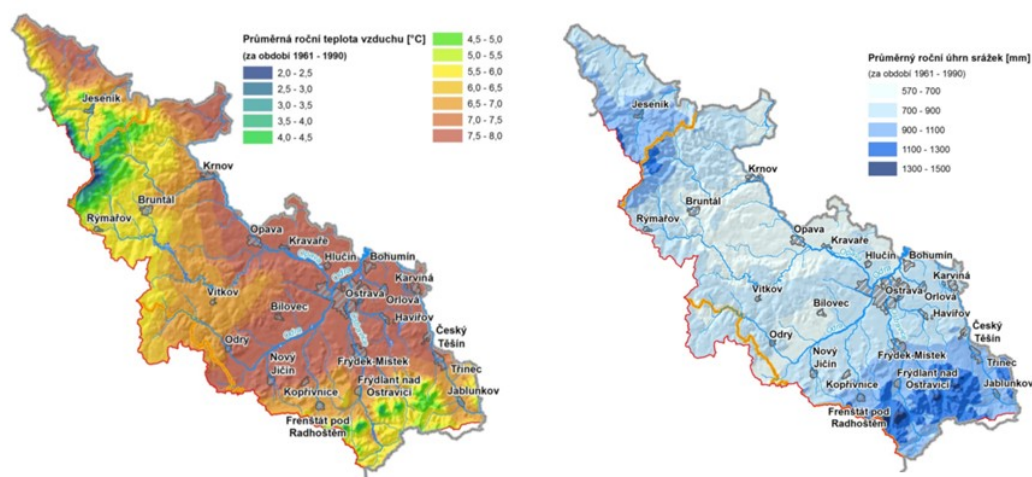 Průměrná roční teplota vzduchu [°C]
(za období 1961 - 1990)
2,0 - 2,5
2,5 - 3,0
3,0 - 3,5
3,5 - 4,0
4,0 - 4,5
4,5 - 5,0
5,0 - 5,5
5,5 - 6,0
6,0 - 6,5
6,5 - 7,0
7,0 - 7,5
7,5 - 8,0
Jeseník
Krnov
Bruntál
Rýmařov
Opava
Kravaře
Hlučín
Bohumín
Karviná
Vítkov
Ostrava
Orlová
Bílovec
Havířov
Český
Těšín
Odry
Nový
Jičín
Frýdek-Místek
Třinec
Kopřivnice
Frýdlant nad
Ostravicí
Jablunkov
Frenštát pod
Radhoštěm
Průměrný roční úhrn srážek [mm]
(za období 1961 - 1990)
570 - 700
700 - 900
900 - 1100
1100 - 1300
1300 - 1500
Jeseník
Krnov
Bruntál
Rýmařov
Opava
Kravaře
Hlučín
Bohumín
Karviná
Vítkov
Ostrava
Orlová
Bílovec
Havířov
Český
Těšín
Odry
Nový
Jičín
Frýdek-Místek
Třinec
Kopřivnice
Frýdlant nad
Ostravicí
Jablunkov
Frenštát pod
Radhoštěm